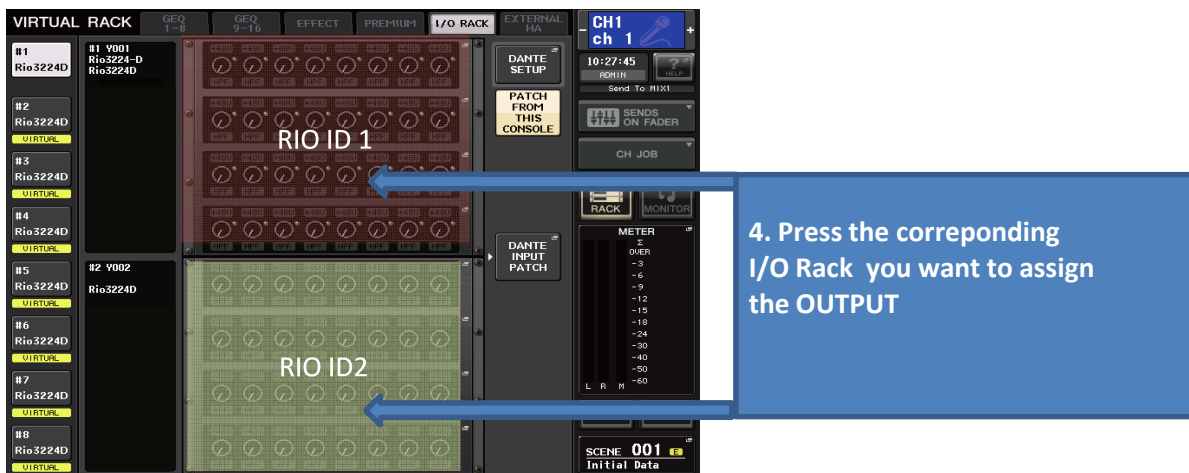 VIRTUAL RACK
GEQ 1-8
GEQ 9-16
EFFECT
PREMIUM
I/O RACK
EXTERNAL HA
CH1
ch 1
- +
#1
Rio3224D
#1 Y001
Rio3224-D
Rio3224D
DANTE SETUP
10:27:45
ADMIN
? HELP
Send To MIX1
#2
Rio3224D
VIRTUAL
PATCH FROM THIS CONSOLE
SENDS ON FADER
RIO ID 1
#3
Rio3224D
VIRTUAL
CH JOB
RACK
MONITOR
#4
Rio3224D
VIRTUAL
METER
Σ
OVER
-3
-6
-9
-12
-15
-18
-24
-30
-40
-50
-60
L R M
4. Press the correponding
I/O Rack you want to assign
the OUTPUT
DANTE INPUT PATCH
#5
Rio3224D
VIRTUAL
#2 Y002
Rio3224D
#6
Rio3224D
VIRTUAL
RIO ID2
#7
Rio3224D
VIRTUAL
#8
Rio3224D
VIRTUAL
SCENE 001 E
Initial Data